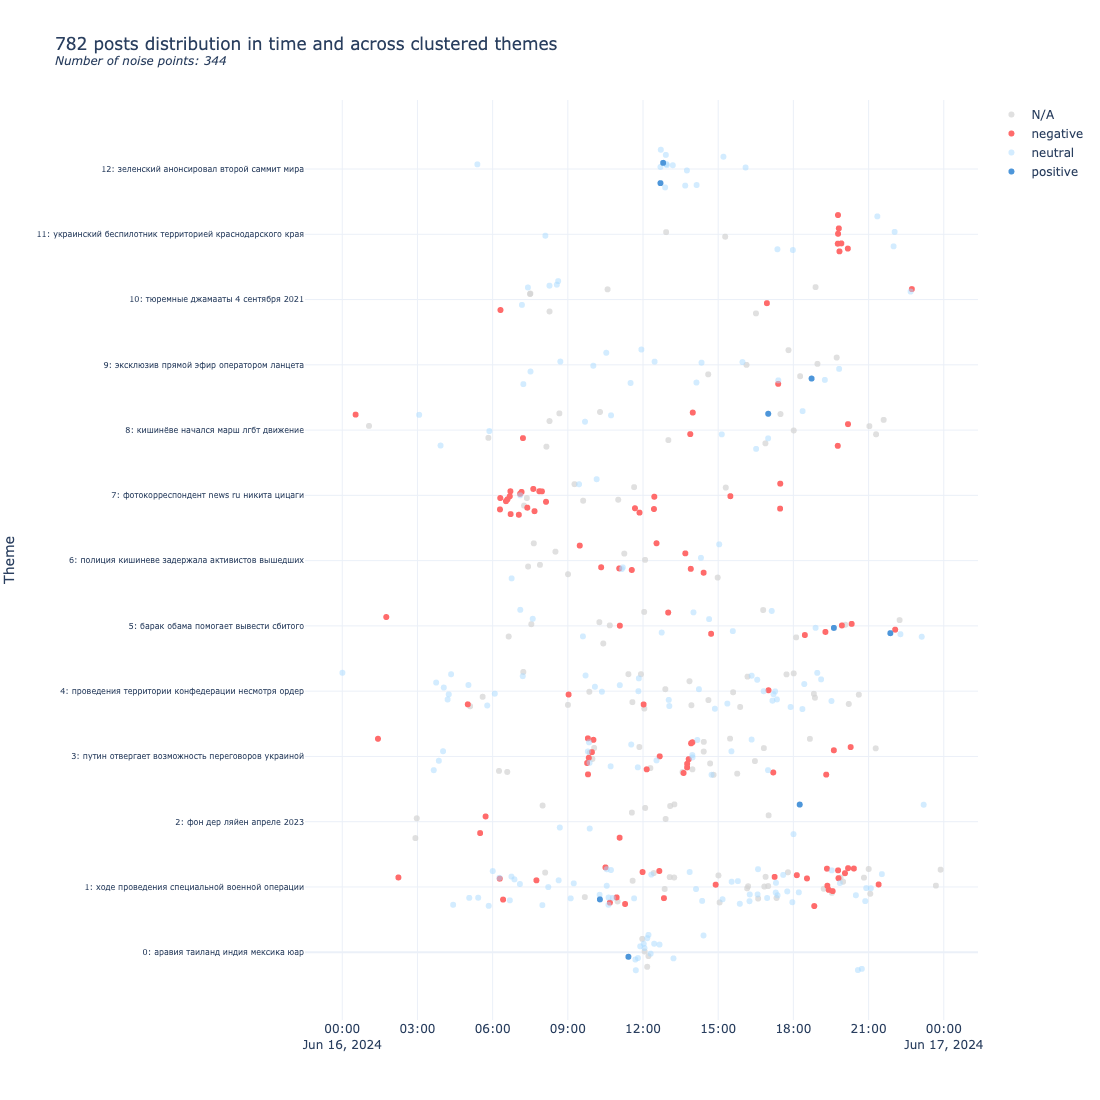 782 posts distribution in time and across clustered themes
Number of noise points: 344
N/A
negative
neutral
positive
12: зеленский анонсировал второй саммит мира
11: украинский беспилотник территорией краснодарского края
10: тюремные джамааты 4 сентября 2021
9: эксклюзив прямой эфир оператором ланцета
8: кишинёве начался марш лгбт движение
7: фотокорреспондент news ru никита цицаги
6: полиция кишиневе задержала активистов вышедших
5: барак обама помогает вывести сбитого
4: проведения территории конфедерации несмотря ордер
3: путин отвергает возможность переговоров украиной
2: фон дер ляйен апреле 2023
1: ходе проведения специальной военной операции
0: аравия таиланд индия мексика юар
Theme
00:00 03:00 06:00 09:00 12:00 15:00 18:00 21:00 00:00
Jun 16, 2024 Jun 17, 2024